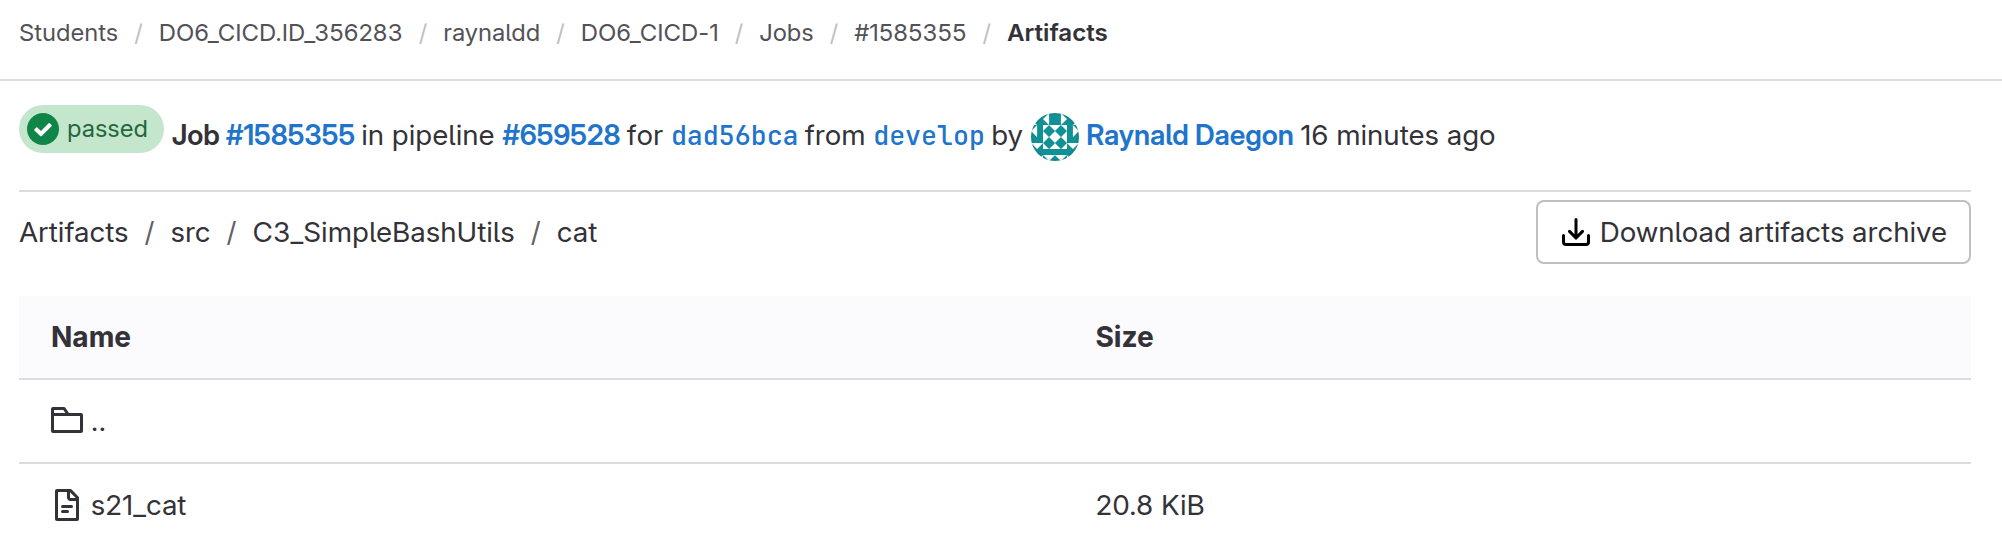 Students / DO6_CICD.ID_356283 / raynaldd / DO6_CICD-1 / Jobs / #1585355 / Artifacts
passed Job #1585355 in pipeline #659528 for dad56bca from develop by Raynald Daegon 16 minutes ago
Artifacts / src / C3_SimpleBashUtils / cat
Download artifacts archive
Name Size
..
s21_cat 20.8 KiB